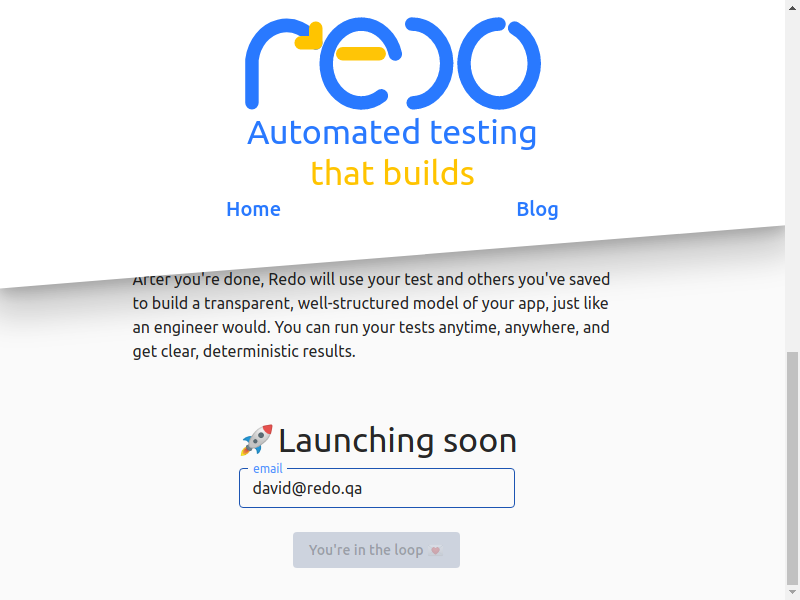 redo
Automated testing
that builds
Home Blog
After you're done, Redo will use your test and others you've saved
to build a transparent, well-structured model of your app, just like
an engineer would. You can run your tests anytime, anywhere, and
get clear, deterministic results.
🚀 Launching soon
email
david@redo.qa
You're in the loop 💌